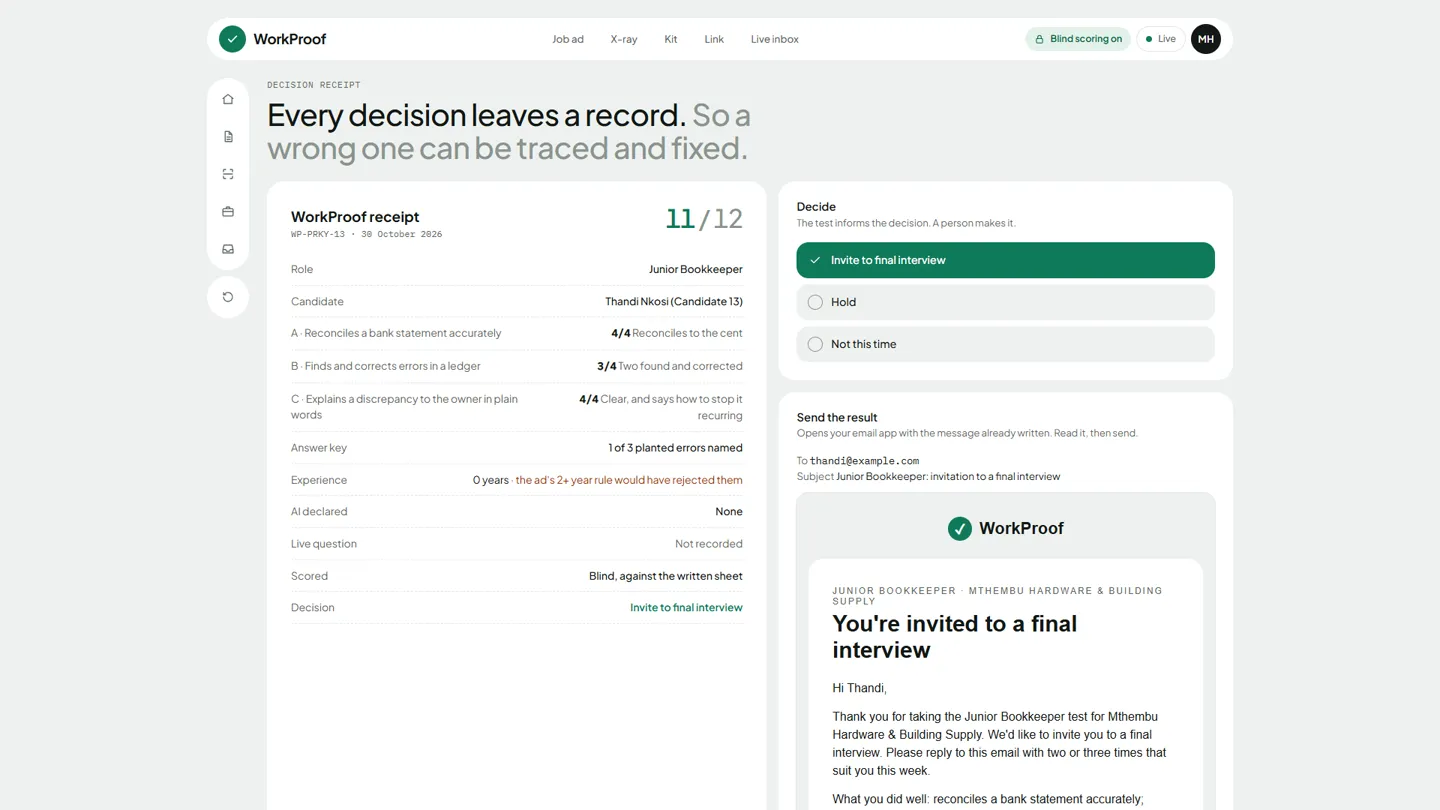 WorkProof
Job ad
X-ray
Kit
Link
Live inbox
Blind scoring on
Live
MH
DECISION RECEIPT
Every decision leaves a record. So a
wrong one can be traced and fixed.
WorkProof receipt
11/12
WP-PRKY-13 · 30 October 2026
Role
Junior Bookkeeper
Candidate
Thandi Nkosi (Candidate 13)
A · Reconciles a bank statement accurately
4/4 Reconciles to the cent
B · Finds and corrects errors in a ledger
3/4 Two found and corrected
C · Explains a discrepancy to the owner in plain
words
4/4 Clear, and says how to stop it
recurring
Answer key
1 of 3 planted errors named
Experience
0 years · the ad's 2+ year rule would have rejected them
AI declared
None
Live question
Not recorded
Scored
Blind, against the written sheet
Decision
Invite to final interview
Decide
The test informs the decision. A person makes it.
Invite to final interview
Hold
Not this time
Send the result
Opens your email app with the message already written. Read it, then send.
To thandi@example.com
Subject Junior Bookkeeper: invitation to a final interview
WorkProof
JUNIOR BOOKKEEPER · MTHEMBU HARDWARE & BUILDING
SUPPLY
You're invited to a final
interview
Hi Thandi,
Thank you for taking the Junior Bookkeeper test for Mthembu
Hardware & Building Supply. We'd like to invite you to a final
interview. Please reply to this email with two or three times that
suit you this week.
What you did well: reconciles a bank statement accurately;